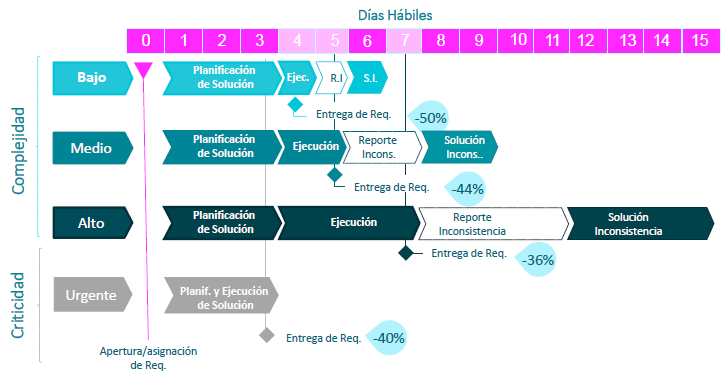 Días Hábiles
0 1 2 3 4 5 6 7 8 9 10 11 12 13 14 15
Complejidad
Bajo
Planificación
de Solución
Ejec.
R.I
S.I.
Entrega de Req.
-50%
Medio
Planificación
de Solución
Ejecución
Reporte
Incons.
Solución
Incons..
Entrega de Req.
-44%
Alto
Planificación
de Solución
Ejecución
Reporte
Inconsistencia
Solución
Inconsistencia
Entrega de Req.
-36%
Criticidad
Urgente
Planif. y Ejecución
de Solución
Entrega de Req.
-40%
Apertura/asignación
de Req.